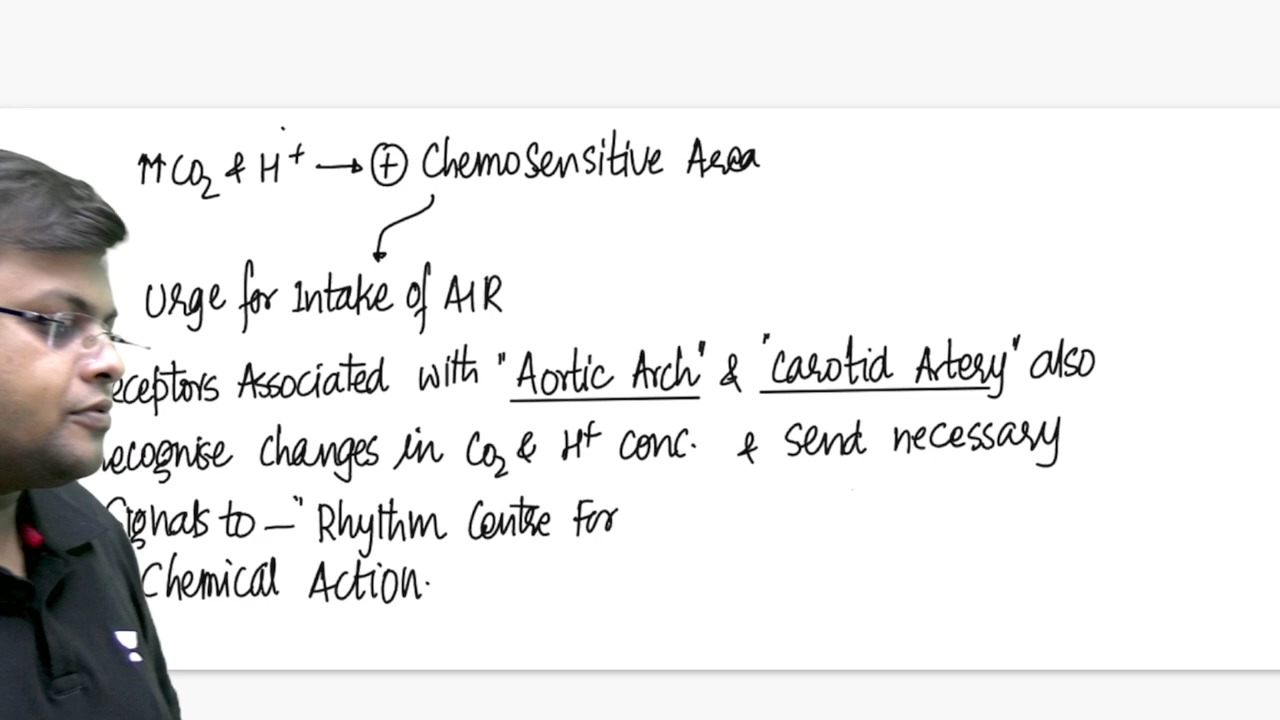 ↑↑CO₂ & H⁺ → ⊕ Chemosensitive Area
Urge for Intake of AIR
eceptors Associated with "Aortic Arch" & "Carotid Artery" also
ecognise changes in CO₂ & H⁺ conc. & send necessary
Signals to — " Rhythm Centre For
Chemical Action.